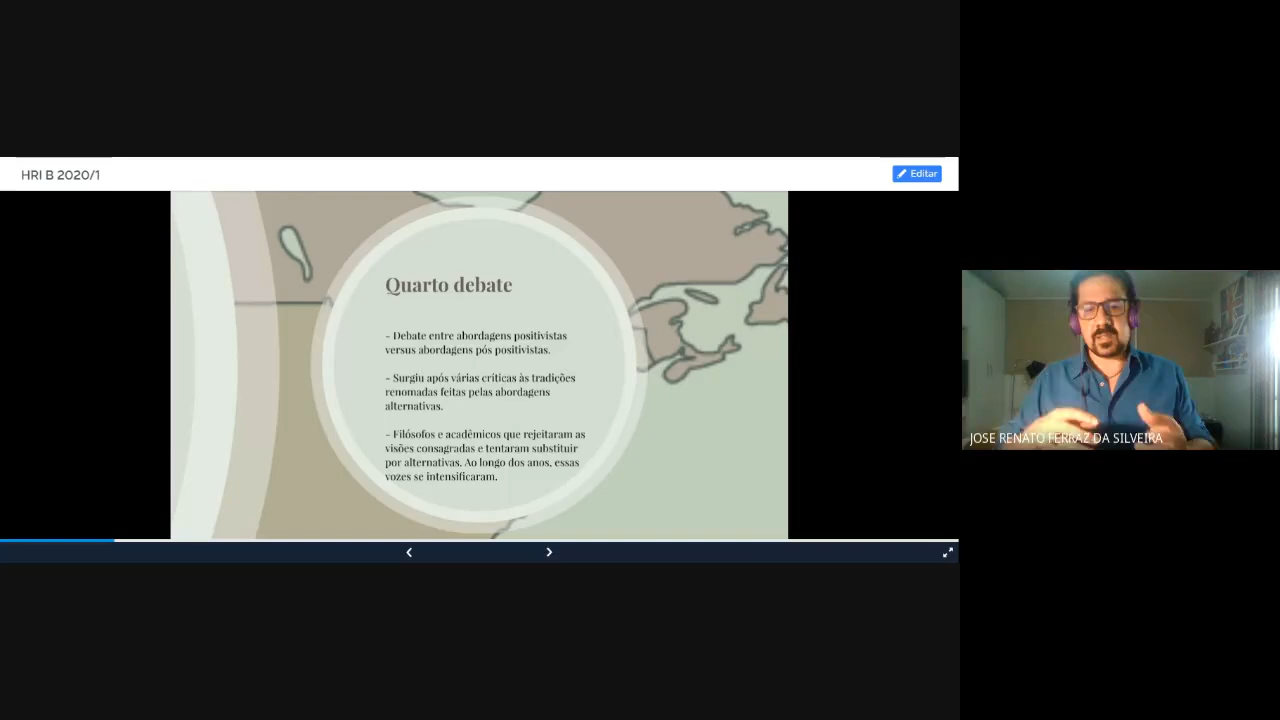 HRI B 2020/1
Editar
Quarto debate
- Debate entre abordagens positivistas
versus abordagens pós positivistas.
- Surgiu após várias críticas às tradições
renomadas feitas pelas abordagens
alternativas.
- Filósofos e acadêmicos que rejeitaram as
visões consagradas e tentaram substituir
por alternativas. Ao longo dos anos, essas
vozes se intensificaram.
JOSE RENATO FERRAZ DA SILVEIRA